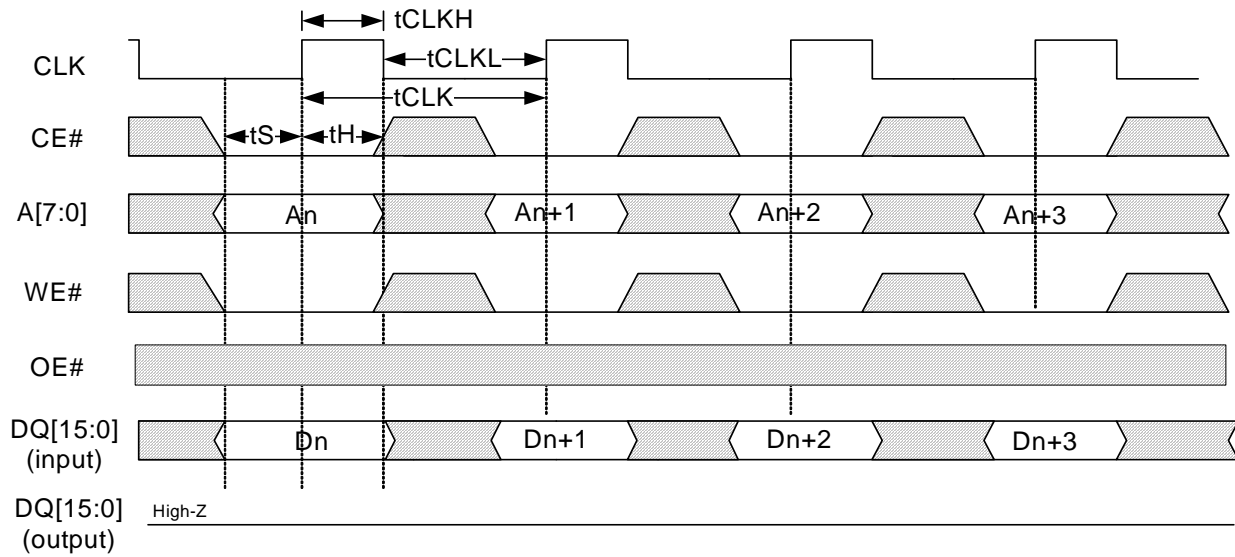 tCLKH
CLK
tCLKL
tCLK
CE#
tS
tH
A[7:0]
An
An+1
An+2
An+3
WE#
OE#
DQ[15:0]
(input)
Dn
Dn+1
Dn+2
Dn+3
DQ[15:0]
(output)
High-Z